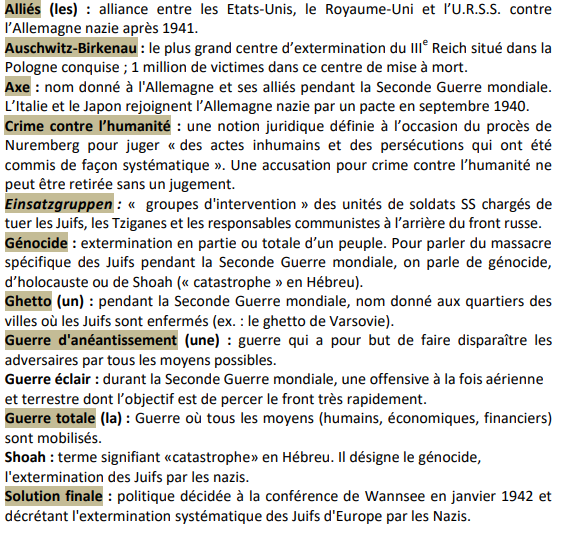 Alliés (les) : alliance entre les Etats-Unis, le Royaume-Uni et l'U.R.S.S. contre
l'Allemagne nazie après 1941.
Auschwitz-Birkenau : le plus grand centre d'extermination du IIIe Reich situé dans la
Pologne conquise ; 1 million de victimes dans ce centre de mise à mort.
Axe : nom donné à l'Allemagne et ses alliés pendant la Seconde Guerre mondiale.
L'Italie et le Japon rejoignent l'Allemagne nazie par un pacte en septembre 1940.
Crime contre l'humanité : une notion juridique définie à l'occasion du procès de
Nuremberg pour juger « des actes inhumains et des persécutions qui ont été
commis de façon systématique ». Une accusation pour crime contre l'humanité ne
peut être retirée sans un jugement.
Einsatzgruppen : « groupes d'intervention » des unités de soldats SS chargés de
tuer les Juifs, les Tziganes et les responsables communistes à l'arrière du front russe.
Génocide : extermination en partie ou totale d'un peuple. Pour parler du massacre
spécifique des Juifs pendant la Seconde Guerre mondiale, on parle de génocide,
d'holocauste ou de Shoah (« catastrophe » en Hébreu).
Ghetto (un) : pendant la Seconde Guerre mondiale, nom donné aux quartiers des
villes où les Juifs sont enfermés (ex. : le ghetto de Varsovie).
Guerre d'anéantissement (une) : guerre qui a pour but de faire disparaître les
adversaires par tous les moyens possibles.
Guerre éclair : durant la Seconde Guerre mondiale, une offensive à la fois aérienne
et terrestre dont l'objectif est de percer le front très rapidement.
Guerre totale (la) : Guerre où tous les moyens (humains, économiques, financiers)
sont mobilisés.
Shoah : terme signifiant «catastrophe» en Hébreu. Il désigne le génocide,
l'extermination des Juifs par les nazis.
Solution finale : politique décidée à la conférence de Wannsee en janvier 1942 et
décrétant l'extermination systématique des Juifs d'Europe par les Nazis.